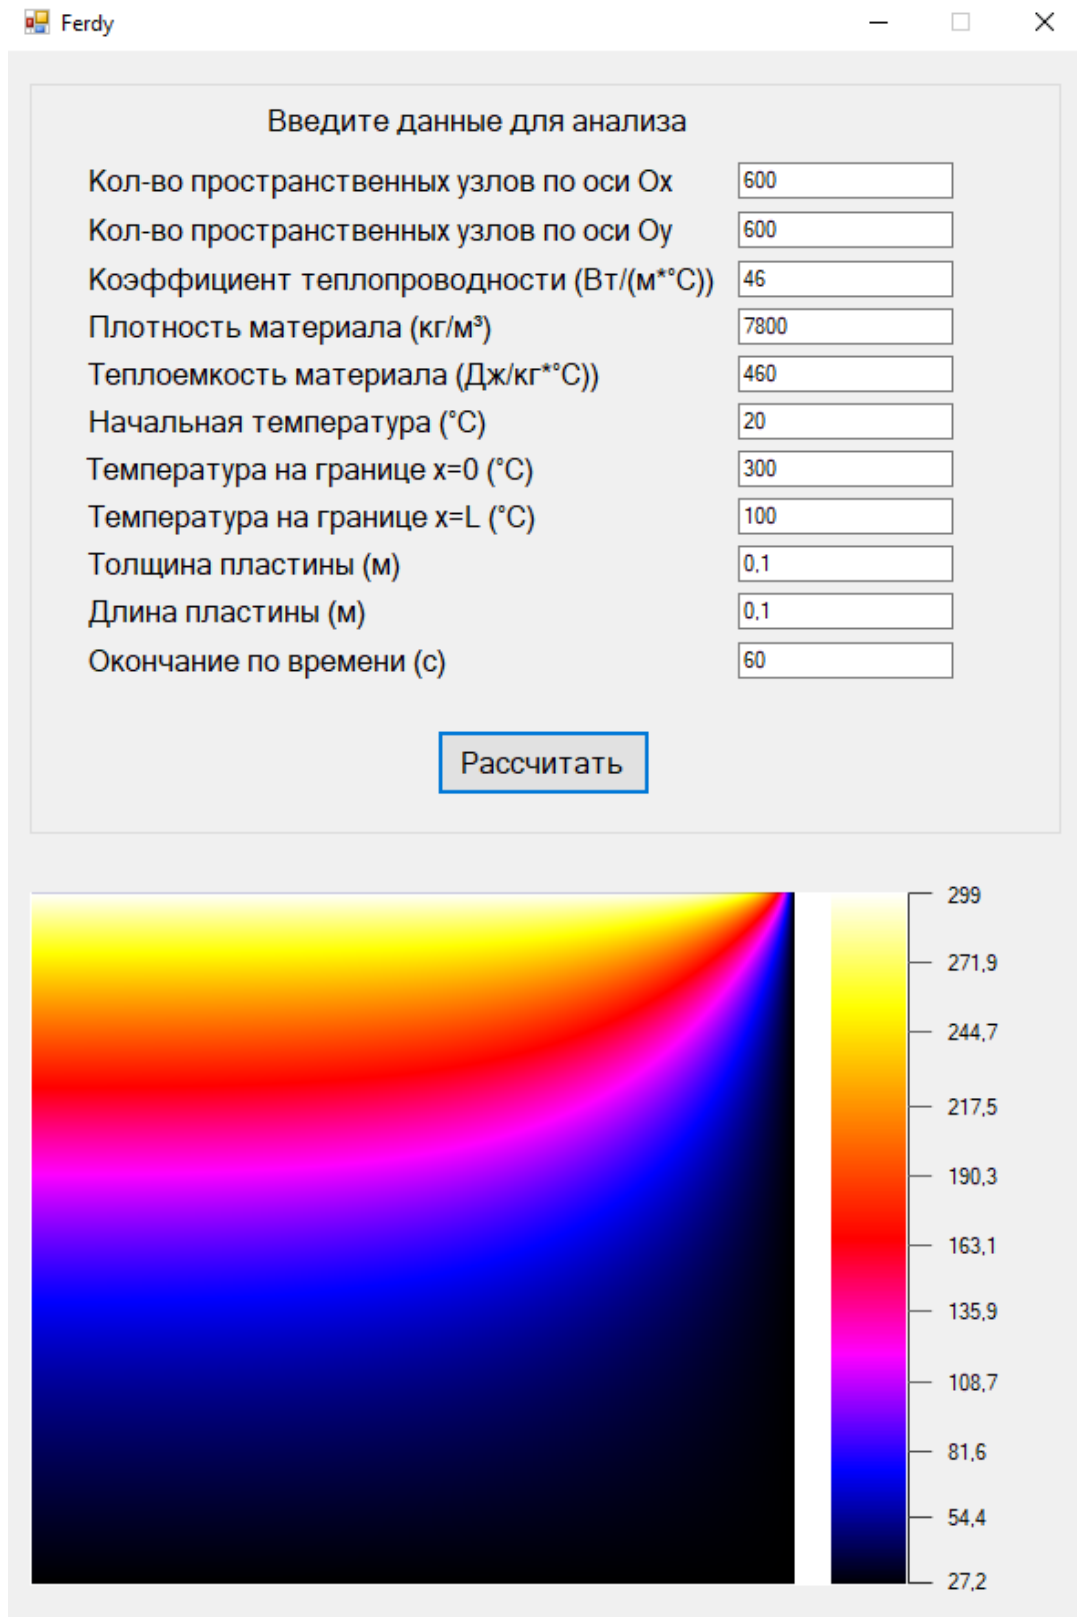 Ferdy
Введите данные для анализа
Кол-во пространственных узлов по оси Ox 600
Кол-во пространственных узлов по оси Oy 600
Коэффициент теплопроводности (Вт/(м*°C)) 46
Плотность материала (кг/м³) 7800
Теплоемкость материала (Дж/кг*°C)) 460
Начальная температура (°C) 20
Температура на границе x=0 (°C) 300
Температура на границе x=L (°C) 100
Толщина пластины (м) 0,1
Длина пластины (м) 0,1
Окончание по времени (с) 60
Рассчитать
299
271,9
244,7
217,5
190,3
163,1
135,9
108,7
81,6
54,4
27,2